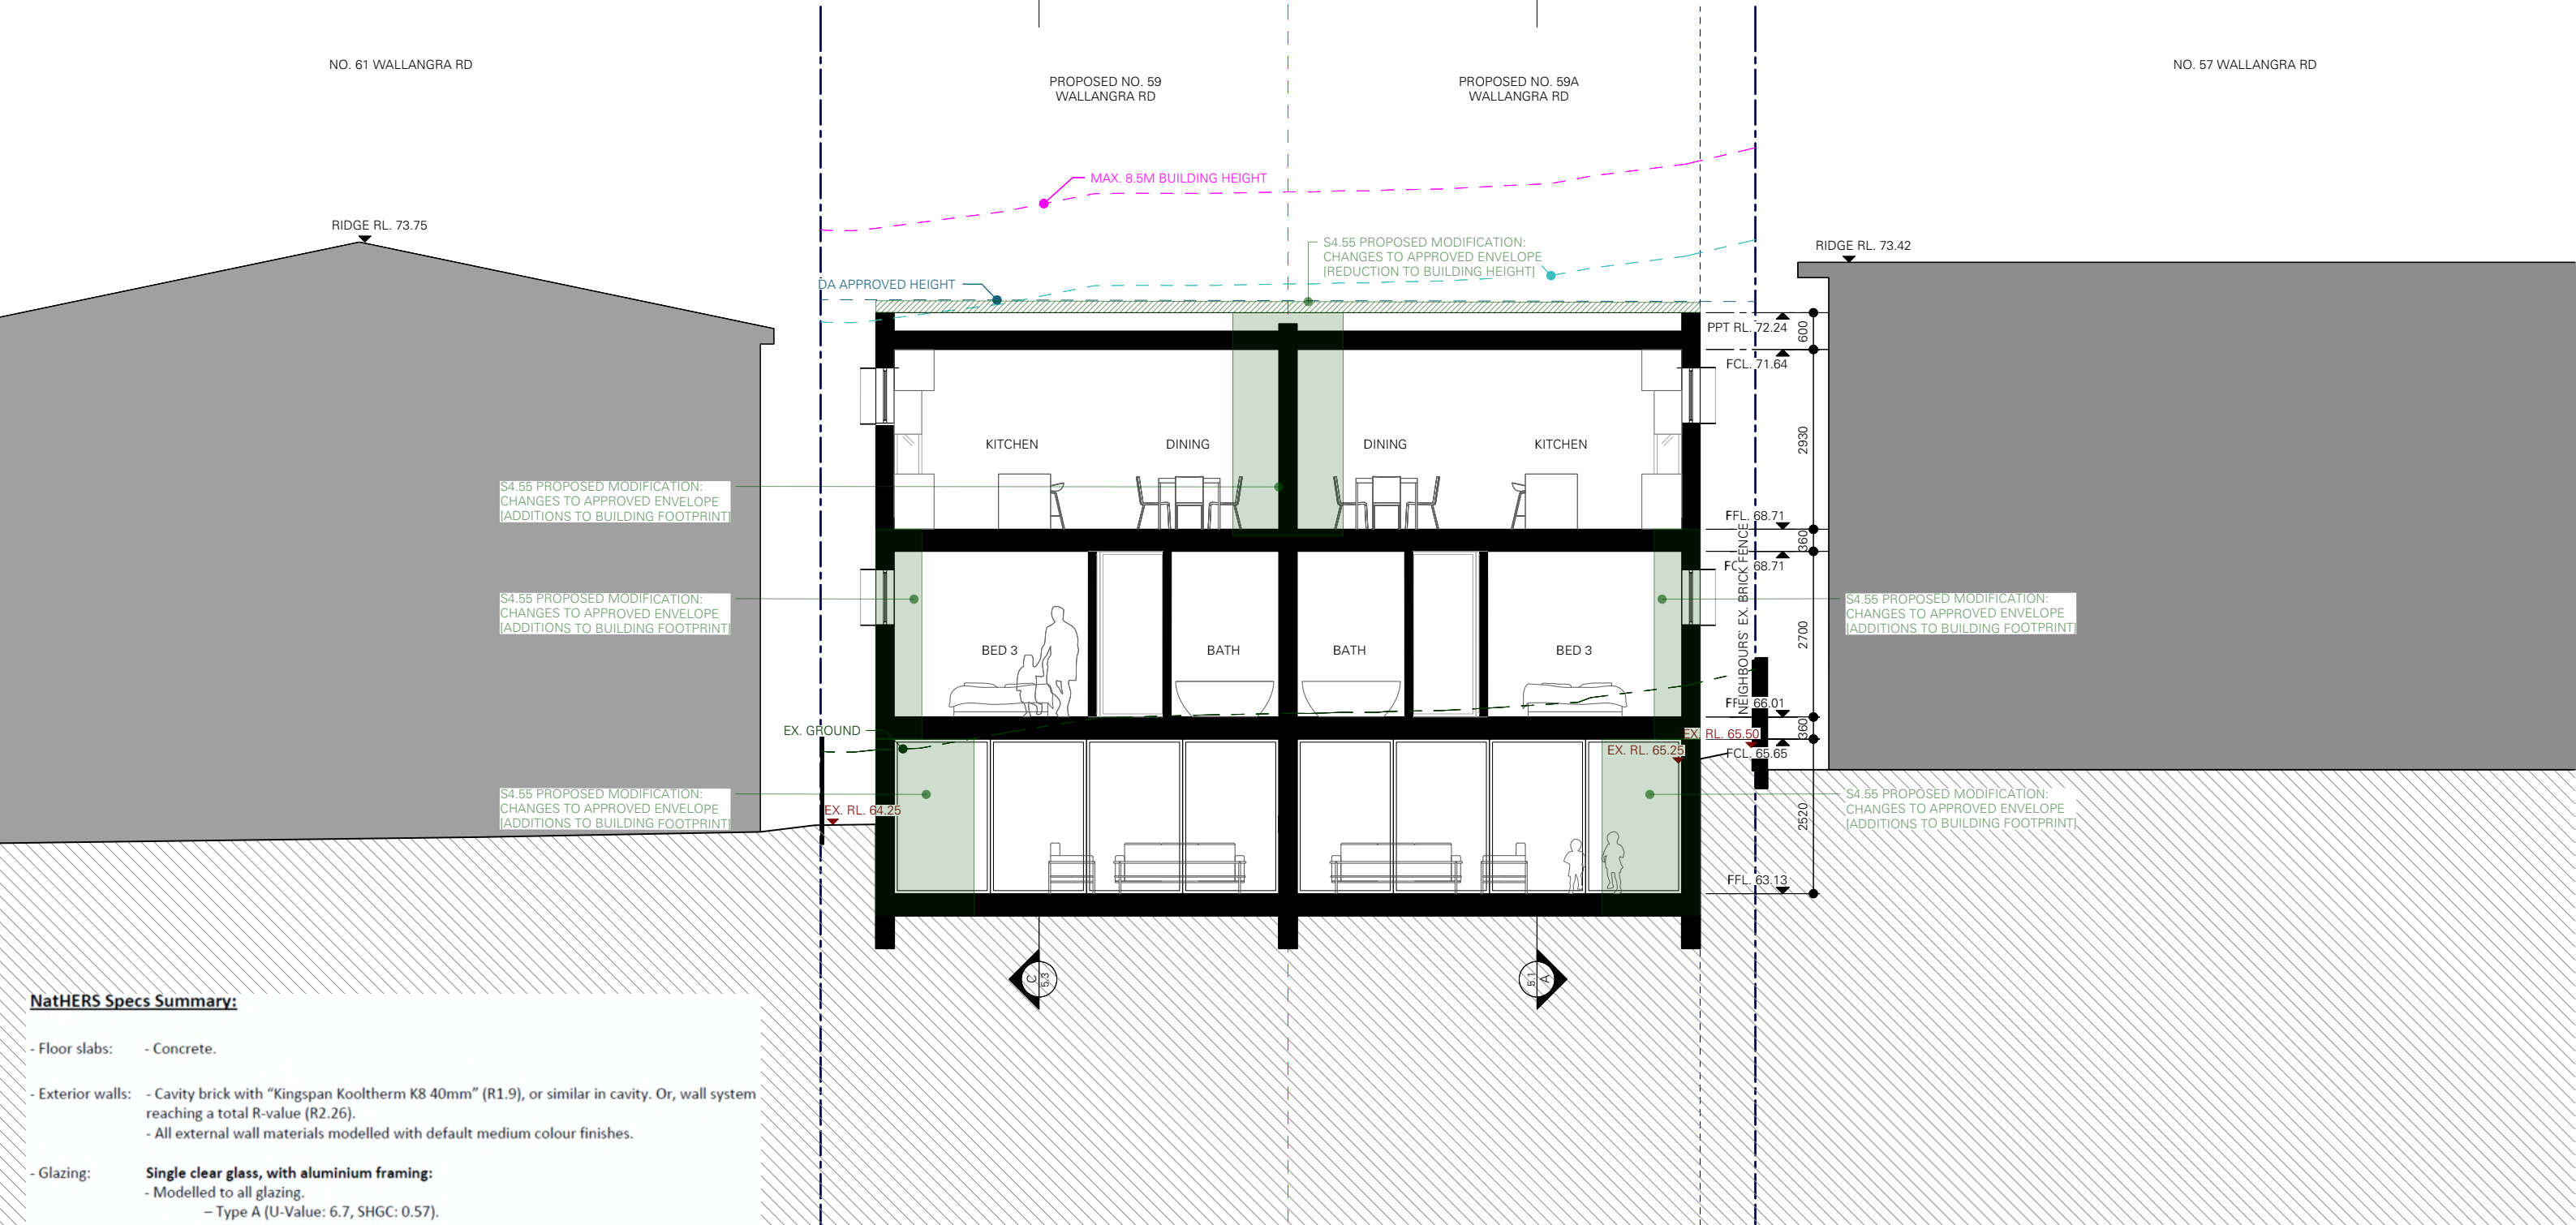 NO. 61 WALLANGRA RD
NO. 57 WALLANGRA RD
PROPOSED NO. 59
WALLANGRA RD
PROPOSED NO. 59A
WALLANGRA RD
MAX. 8.5M BUILDING HEIGHT
RIDGE RL. 73.75
S4.55 PROPOSED MODIFICATION:
CHANGES TO APPROVED ENVELOPE
[REDUCTION TO BUILDING HEIGHT]
RIDGE RL. 73.42
DA APPROVED HEIGHT
PPT RL. 72.24
600
FCL. 71.64
2930
KITCHEN
DINING
DINING
KITCHEN
S4.55 PROPOSED MODIFICATION:
CHANGES TO APPROVED ENVELOPE
[ADDITIONS TO BUILDING FOOTPRINT]
FFL. 68.71
360
FCL. 68.71
NEIGHBOURS' EX. BRICK FENCE
S4.55 PROPOSED MODIFICATION:
CHANGES TO APPROVED ENVELOPE
[ADDITIONS TO BUILDING FOOTPRINT]
S4.55 PROPOSED MODIFICATION:
CHANGES TO APPROVED ENVELOPE
[ADDITIONS TO BUILDING FOOTPRINT]
2700
BED 3
BATH
BATH
BED 3
FFL. 66.01
360
EX. GROUND
EX. RL. 65.50
EX. RL. 65.25
FCL. 65.65
S4.55 PROPOSED MODIFICATION:
CHANGES TO APPROVED ENVELOPE
[ADDITIONS TO BUILDING FOOTPRINT]
EX. RL. 64.25
S4.55 PROPOSED MODIFICATION:
CHANGES TO APPROVED ENVELOPE
[ADDITIONS TO BUILDING FOOTPRINT]
2520
FFL. 63.13
C
5.3
5.1
A
NatHERS Specs Summary:
- Floor slabs: - Concrete.
- Exterior walls: - Cavity brick with “Kingspan Kooltherm K8 40mm” (R1.9), or similar in cavity. Or, wall system
reaching a total R-value (R2.26).
- All external wall materials modelled with default medium colour finishes.
- Glazing: Single clear glass, with aluminium framing:
- Modelled to all glazing.
– Type A (U-Value: 6.7, SHGC: 0.57).